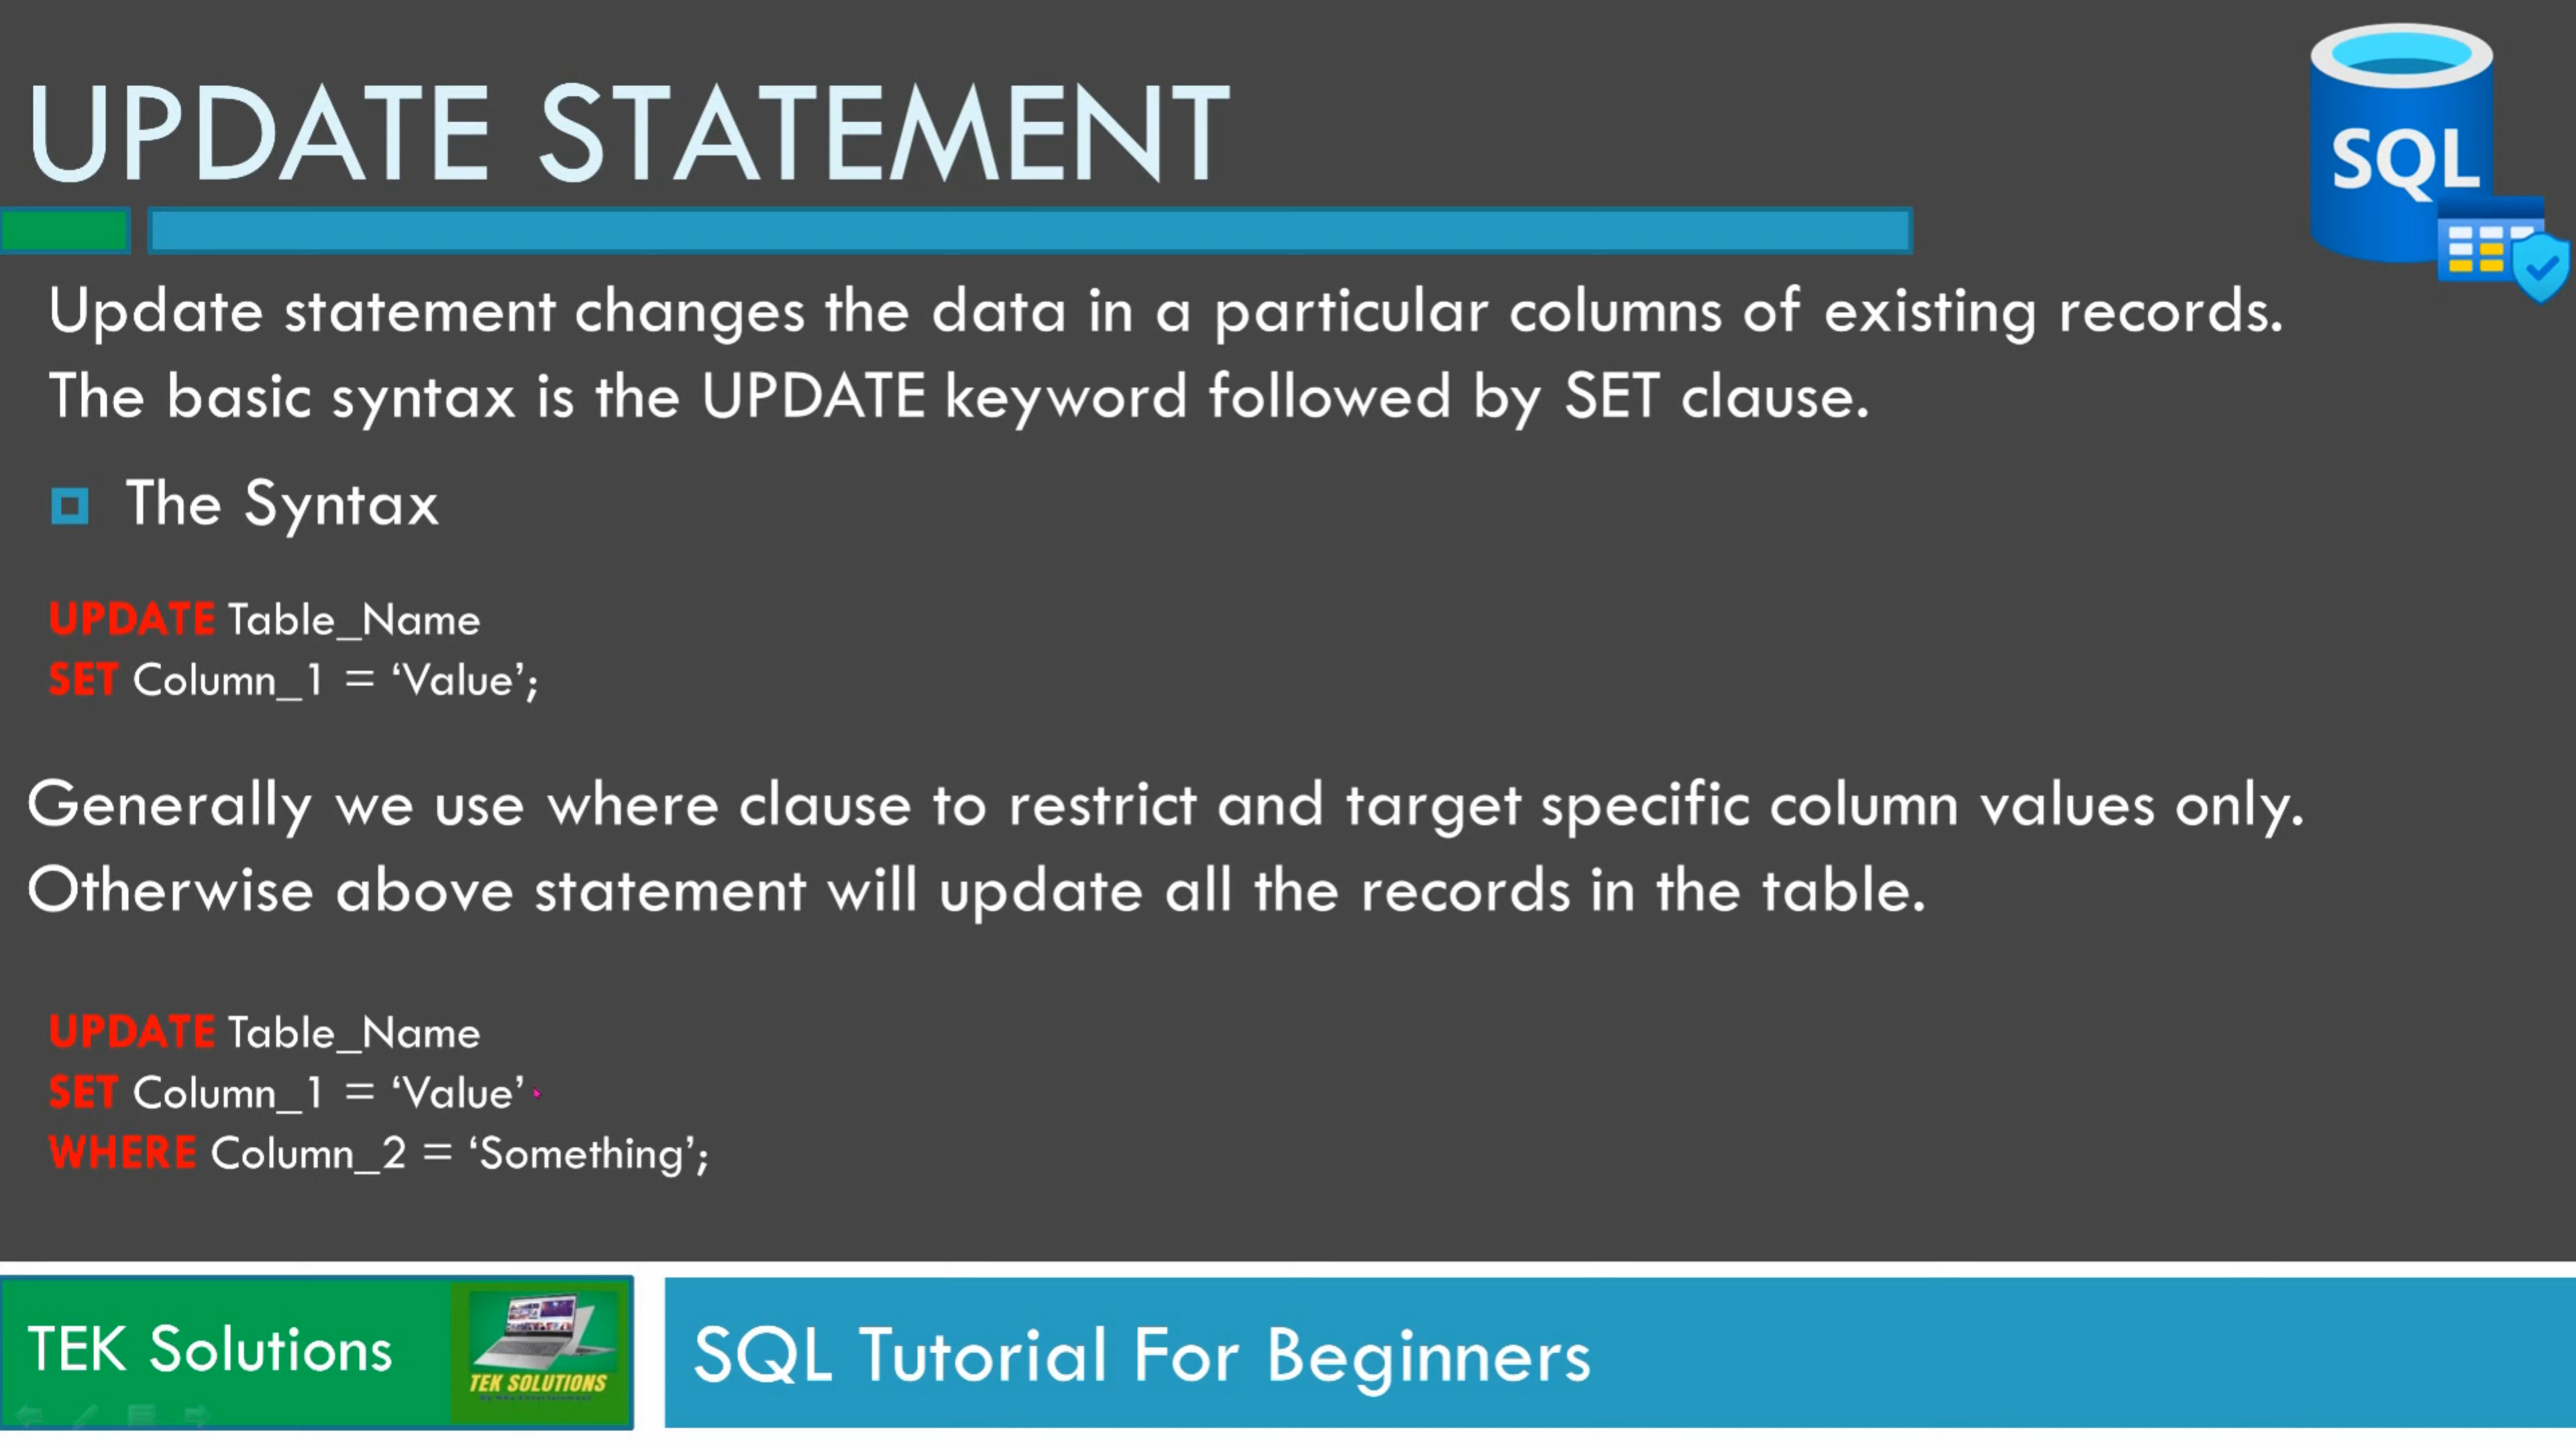 UPDATE STATEMENT
SQL
Update statement changes the data in a particular columns of existing records.
The basic syntax is the UPDATE keyword followed by SET clause.
The Syntax
UPDATE Table_Name
SET Column_1 = ‘Value’;
Generally we use where clause to restrict and target specific column values only.
Otherwise above statement will update all the records in the table.
UPDATE Table_Name
SET Column_1 = ‘Value’
WHERE Column_2 = ‘Something’;
TEK Solutions
TEK SOLUTIONS
SQL Tutorial For Beginners